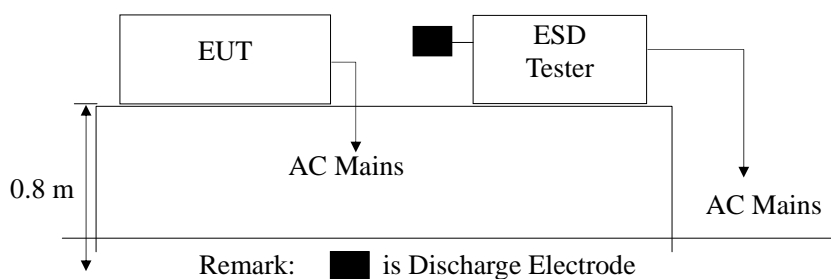 EUT
ESD
Tester
AC Mains
0.8 m
AC Mains
Remark: is Discharge Electrode